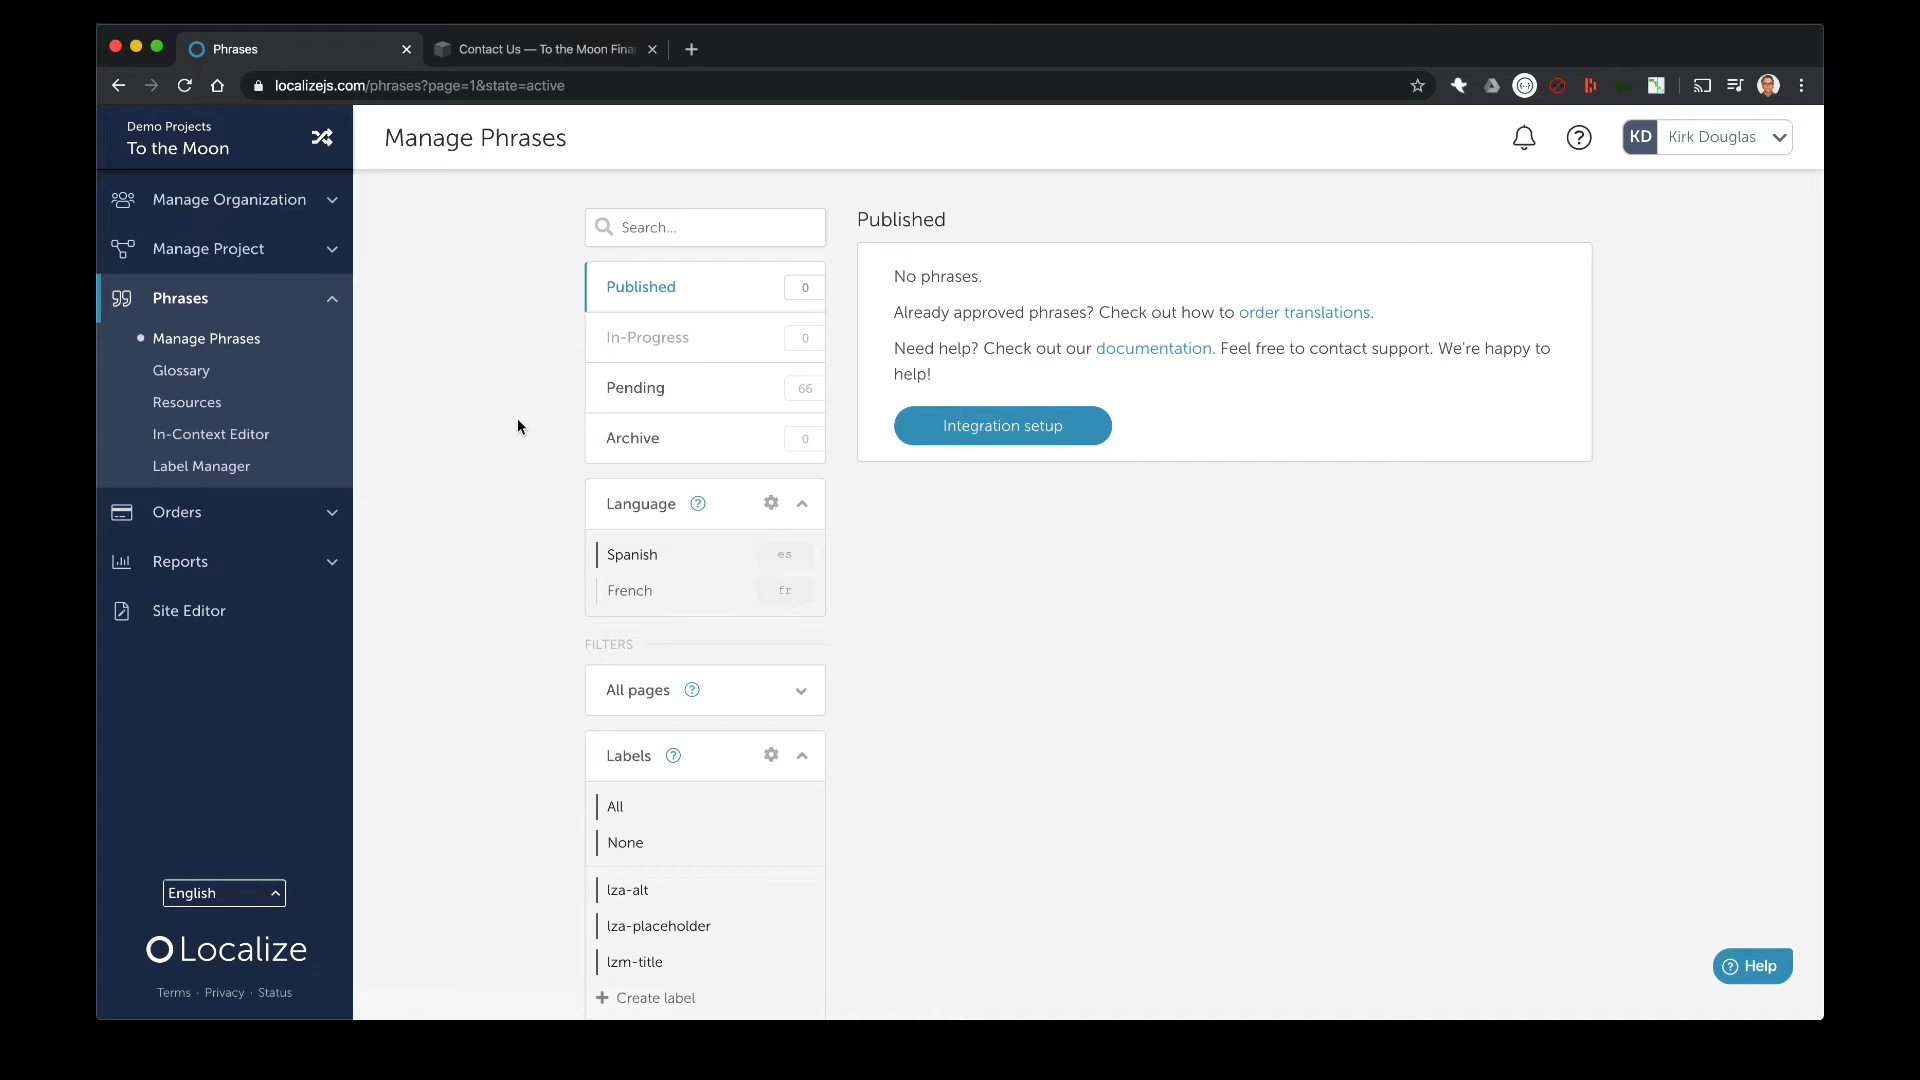 Phrases
Contact Us — To the Moon Finan
localizejs.com/phrases?page=1&state=active
Demo Projects
To the Moon
Manage Phrases
KD
Kirk Douglas
Manage Organization
Manage Project
Phrases
Manage Phrases
Glossary
Resources
In-Context Editor
Label Manager
Orders
Reports
Site Editor
English
Localize
Terms · Privacy · Status
Search...
Published 0
In-Progress 0
Pending 66
Archive 0
Language ?
Spanish es
French fr
FILTERS
All pages ?
Labels ?
All
None
lza-alt
lza-placeholder
lzm-title
+ Create label
Published
No phrases.
Already approved phrases? Check out how to order translations.
Need help? Check out our documentation. Feel free to contact support. We're happy to
help!
Integration setup
? Help